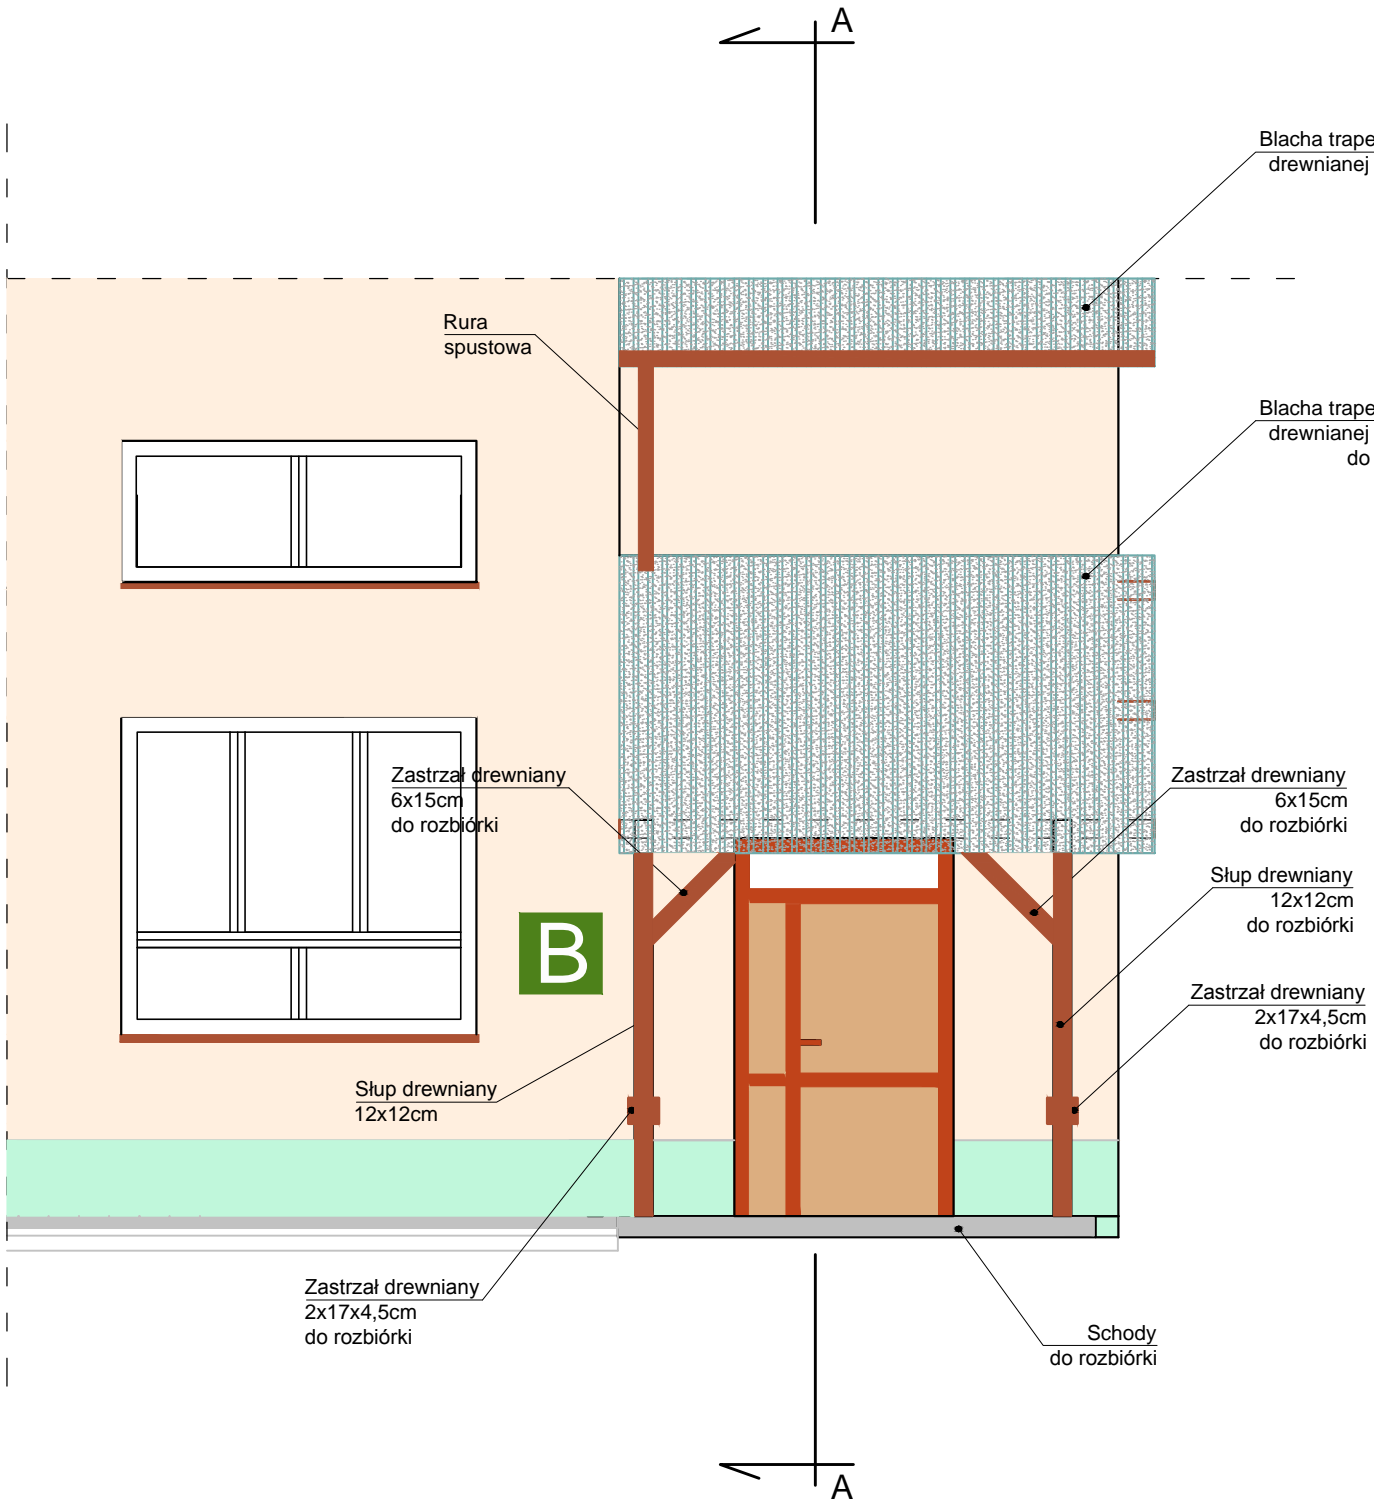 A
Blacha trape
drewnianej
Rura
spustowa
Blacha trape
drewnianej
do
Zastrzał drewniany
6x15cm
do rozbiórki
Zastrzał drewniany
6x15cm
do rozbiórki
Słup drewniany
12x12cm
do rozbiórki
B
Zastrzał drewniany
2x17x4,5cm
do rozbiórki
Słup drewniany
12x12cm
Zastrzał drewniany
2x17x4,5cm
do rozbiórki
Schody
do rozbiórki
A